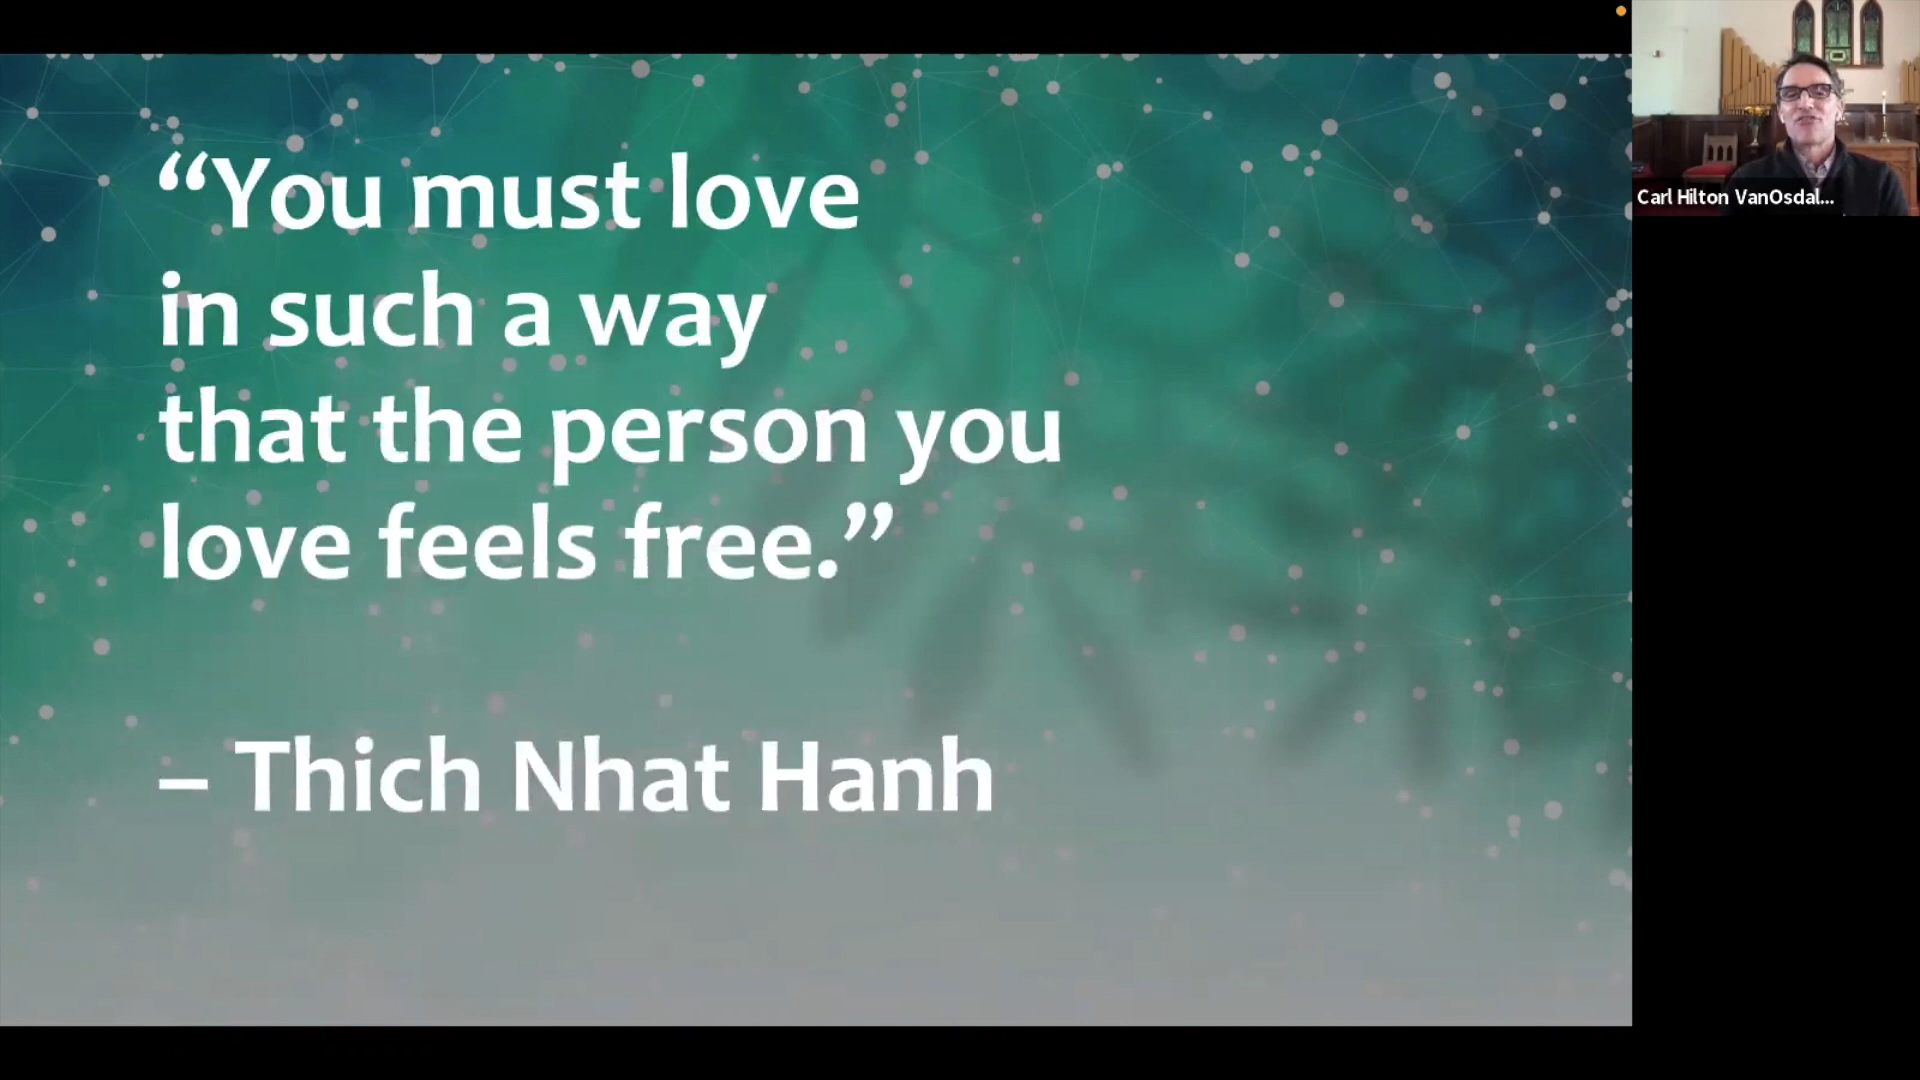 “You must love
in such a way
that the person you
love feels free.”
– Thich Nhat Hanh
Carl Hilton VanOsdal...